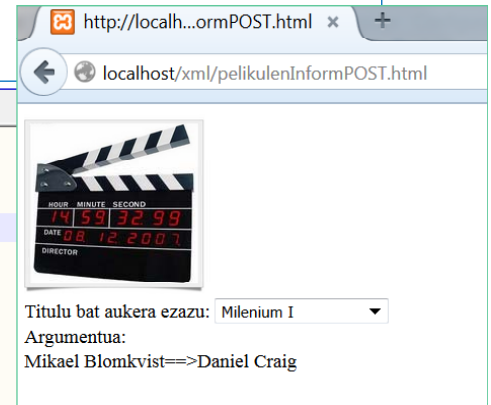 http://localh...ormPOST.html
localhost/xml/pelikulenInformPOST.html
HOUR MINUTE SECOND
14 59 32.99
DATE 08.12.2007.
DIRECTOR
Titulu bat aukera ezazu: Milenium I
Argumentua:
Mikael Blomkvist==>Daniel Craig